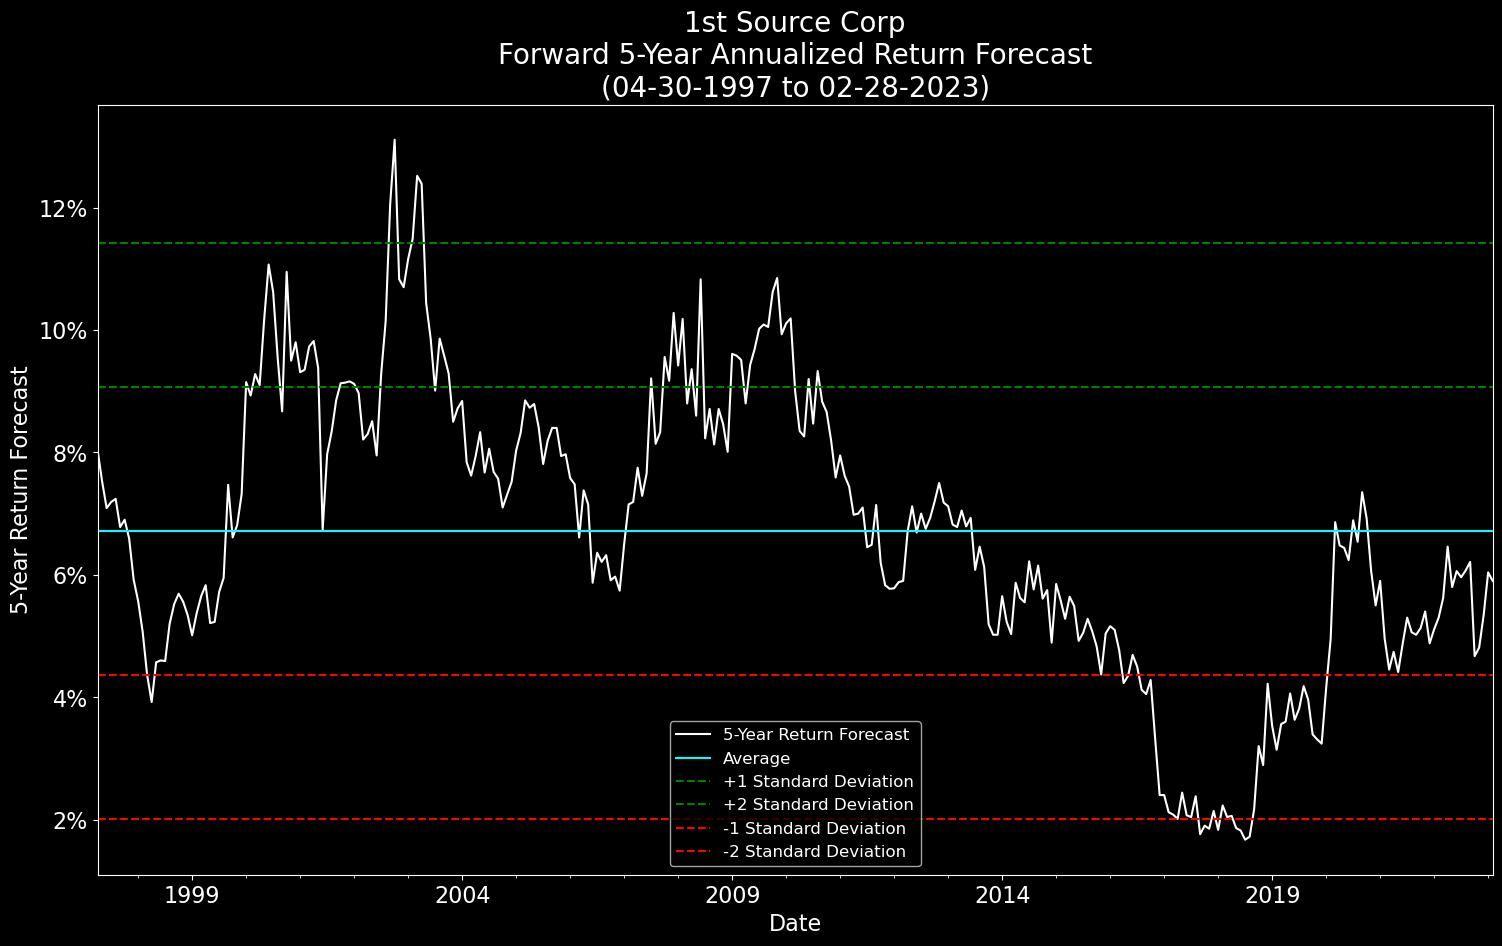 1st Source Corp
Forward 5-Year Annualized Return Forecast
(04-30-1997 to 02-28-2023)
5-Year Return Forecast
12%
10%
8%
6%
4%
2%
5-Year Return Forecast
Average
+1 Standard Deviation
+2 Standard Deviation
-1 Standard Deviation
-2 Standard Deviation
1999 2004 2009 2014 2019
Date